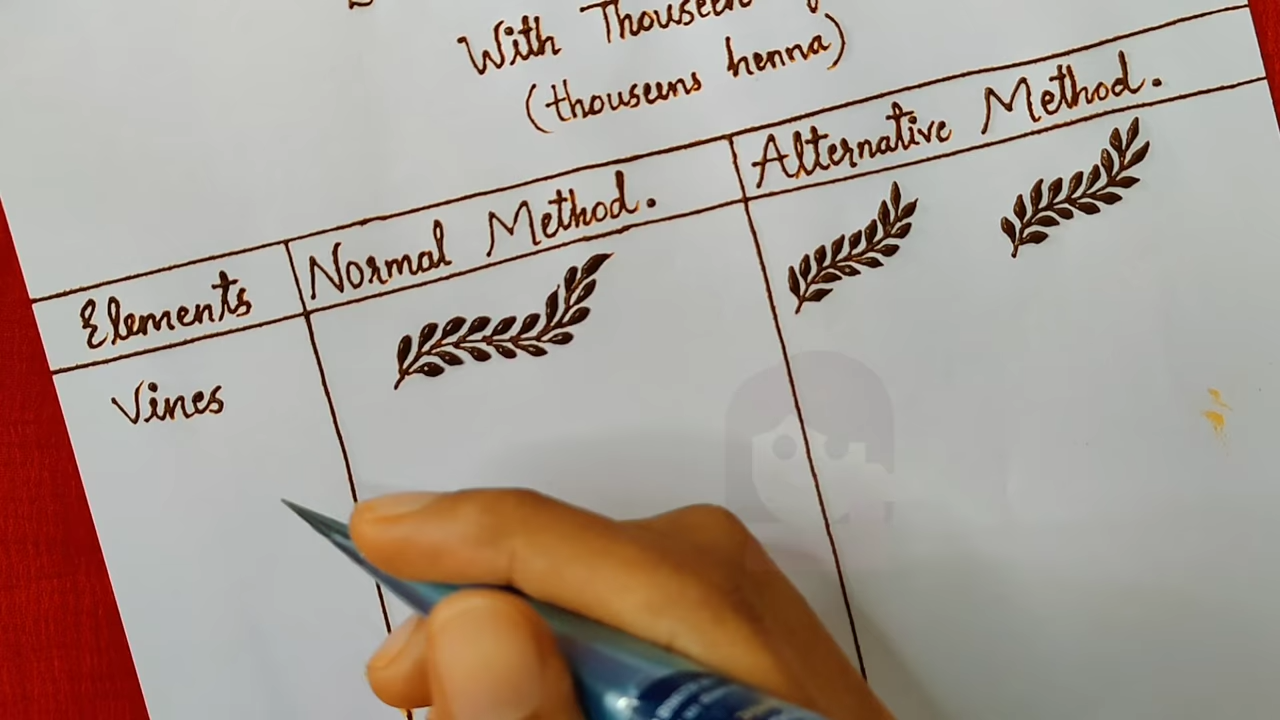 With Thouseen
(thouseens henna)
Elements Normal Method. Alternative Method.
Vines